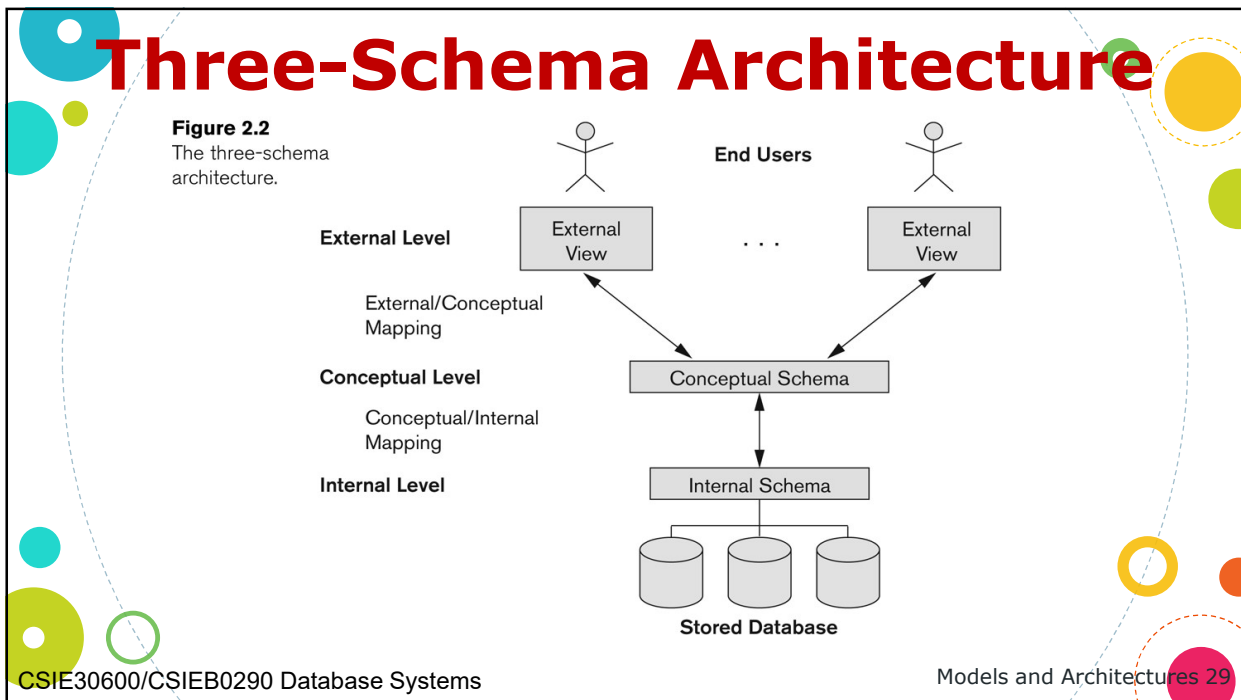 Three-Schema Architecture
Figure 2.2
The three-schema
architecture.
End Users
External Level
External
View
. . .
External
View
External/Conceptual
Mapping
Conceptual Level
Conceptual Schema
Conceptual/Internal
Mapping
Internal Level
Internal Schema
Stored Database
CSIE30600/CSIEB0290 Database Systems
Models and Architectures 29